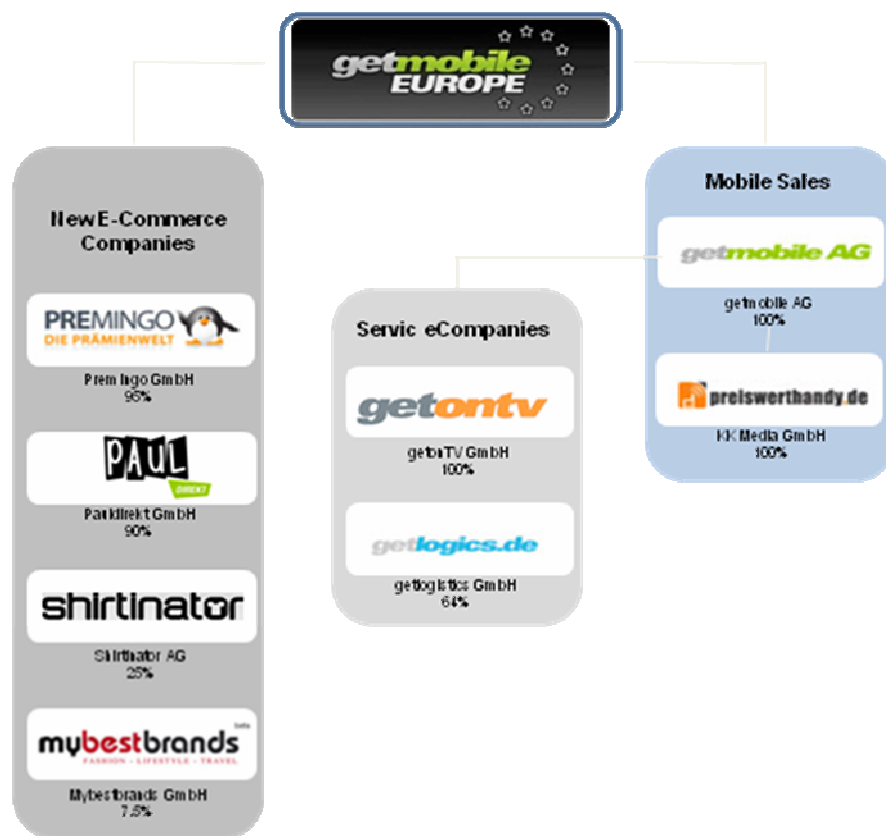 getmobile
EUROPE
New E-Commerce
Companies
PREMINGO
DIE PRÄMIENWELT
Premingo GmbH
95%
PAUL
DIREKT
Pauldirekt GmbH
90%
shirtinator
Shirtinator AG
25%
mybestbrands
beta
FASHION - LIFESTYLE - TRAVEL
Mybestbrands GmbH
7.5%
Servic eCompanies
getontv
getonTV GmbH
100%
getlogics.de
getlogistics GmbH
64%
Mobile Sales
getmobile AG
getmobile AG
100%
preiswerthandy.de
KK Media GmbH
100%